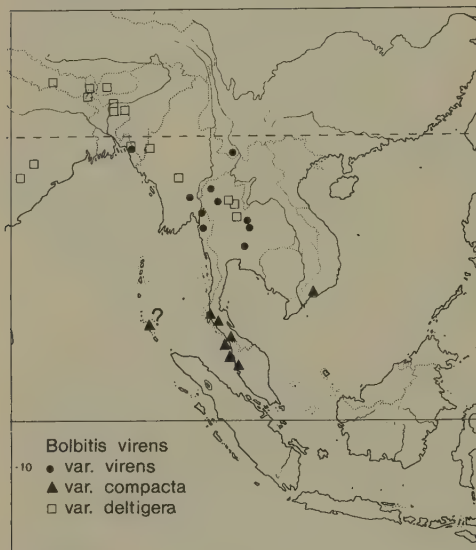 ?
Bolbitis virens
-10 ● var. virens
▲ var. compacta
□ var. deltigera